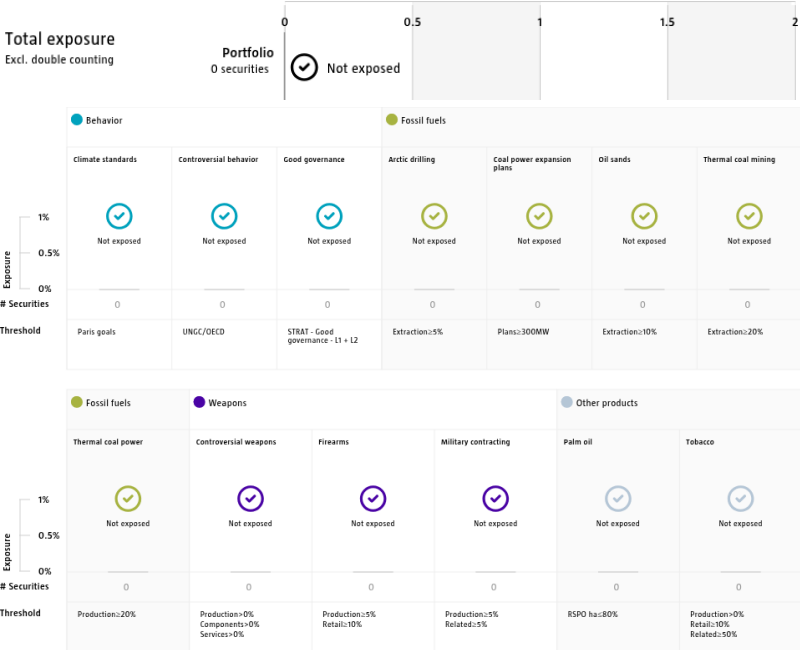 0 0.5 1 1.5 2
Total exposure
Excl. double counting
Portfolio
0 securities
Not exposed
Behavior Fossil fuels
Climate standards Controversial behavior Good governance Arctic drilling Coal power expansion plans Oil sands Thermal coal mining
Exposure
1%
0.5%
0%
Not exposed Not exposed Not exposed Not exposed Not exposed Not exposed Not exposed
# Securities 0 0 0 0 0 0 0
Threshold Paris goals UNGC/OECD STRAT - Good governance - L1 + L2 Extraction≥5% Plans≥300MW Extraction≥10% Extraction≥20%
Fossil fuels Weapons Other products
Thermal coal power Controversial weapons Firearms Military contracting Palm oil Tobacco
Exposure
1%
0.5%
0%
Not exposed Not exposed Not exposed Not exposed Not exposed Not exposed
# Securities 0 0 0 0 0 0
Threshold Production≥20% Production>0% Production≥5% Production≥5% RSPO ha≤80% Production>0%
Components>0% Retail≥10% Related≥5% Retail≥10%
Services>0% Related≥50%